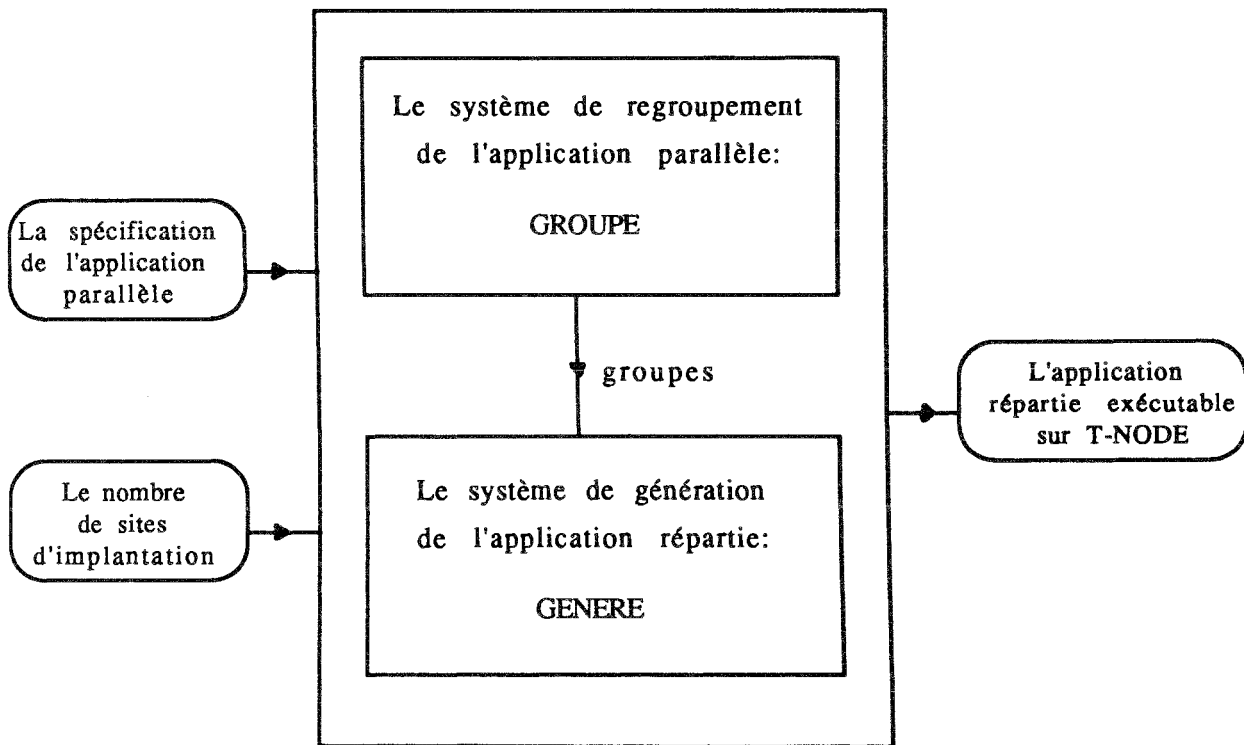 Le système de regroupement
de l'application parallèle:
GROUPE
La spécification
de l'application
parallèle
groupes
L'application
répartie exécutable
sur T-NODE
Le nombre
de sites
d'implantation
Le système de génération
de l'application répartie:
GENERE